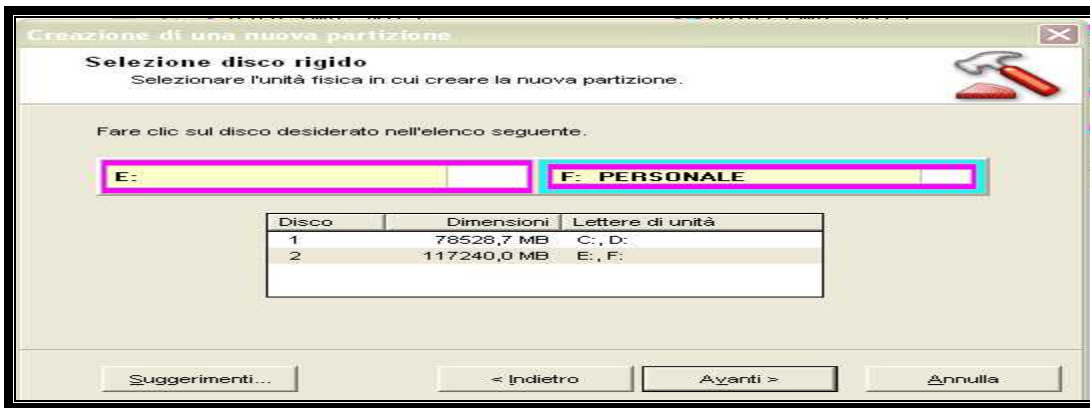 Creazione di una nuova partizione
Selezione disco rigido
Selezionare l'unità fisica in cui creare la nuova partizione.
Fare clic sul disco desiderato nell'elenco seguente.
E: F: PERSONALE
Disco Dimensioni Lettere di unità
1 78528,7 MB C:, D:
2 117240,0 MB E:, F:
Suggerimenti... < Indietro Avanti > Annulla